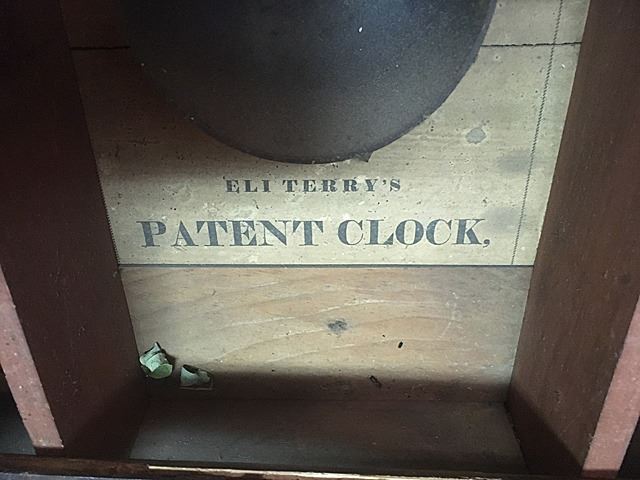 ELI TERRY'S
PATENT CLOCK,